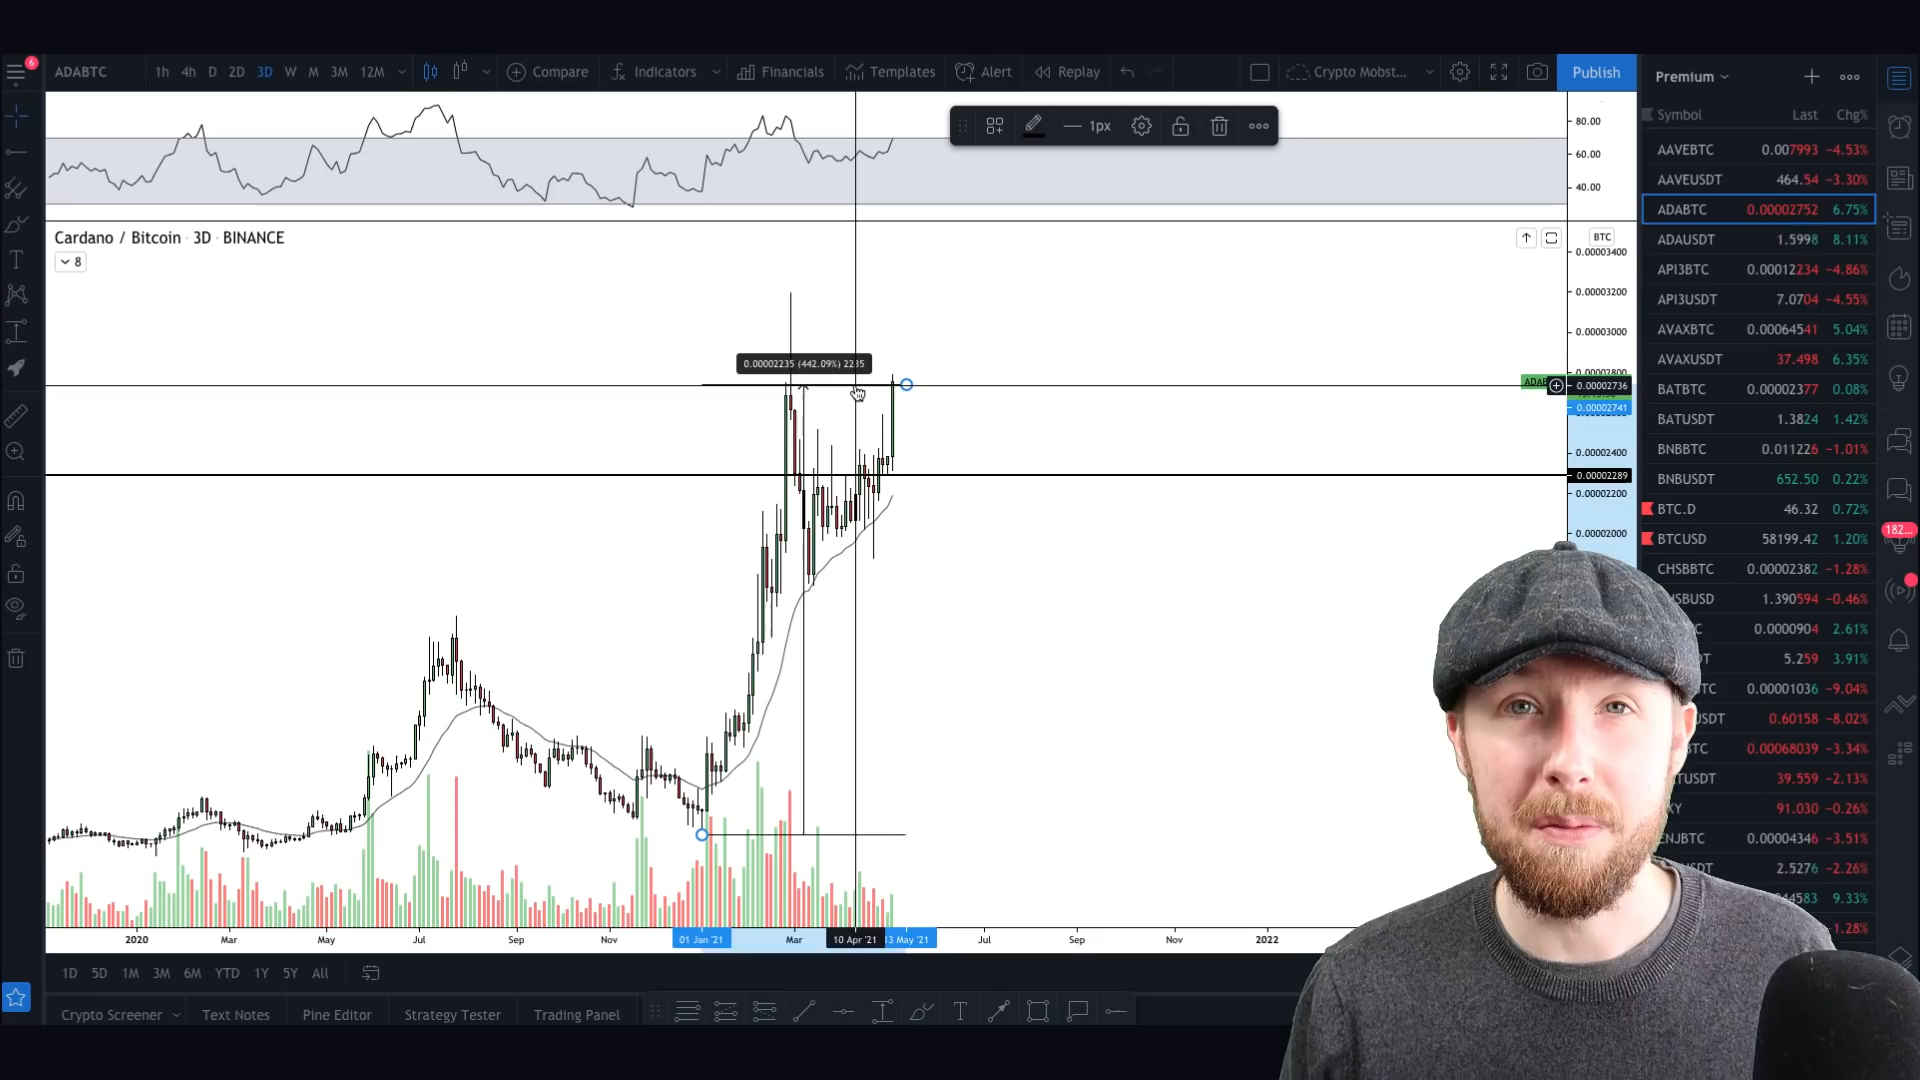 6
ADABTC 1h 4h D 2D 3D W M 3M 12M Compare Indicators Financials Templates Alert Replay Crypto Mobst... Publish
1px
80.00
60.00
40.00
Cardano / Bitcoin · 3D · BINANCE
8
BTC
0.00003400
0.00003200
0.00003000
0.00002235 (442.09%) 2235
0.00002800
0.00002736
0.00002741
0.00002400
0.00002289
0.00002200
0.00002000
2020 Mar May Jul Sep Nov 01 Jan '21 Mar 10 Apr '21 13 May '21 Jul Sep Nov 2022
1D 5D 1M 3M 6M YTD 1Y 5Y All
Crypto Screener Text Notes Pine Editor Strategy Tester Trading Panel
Premium
Symbol Last Chg%
AAVEBTC 0.007993 −4.53%
AAVEUSDT 464.54 −3.30%
ADABTC 0.00002752 6.75%
ADAUSDT 1.5998 8.11%
API3BTC 0.00012234 −4.86%
API3USDT 7.0704 −4.55%
AVAXBTC 0.00064541 5.04%
AVAXUSDT 37.498 6.35%
BATBTC 0.00002377 0.08%
BATUSDT 1.3824 1.42%
BNBBTC 0.011226 −1.01%
BNBUSDT 652.50 0.22%
BTC.D 46.32 0.72%
182...
BTCUSD 58199.42 1.20%
CHSBBTC 0.00002382 −1.28%
1.390594 −0.46%
0.0000904 2.61%
5.259 3.91%
0.00001036 −9.04%
0.60158 −8.02%
0.00068039 −3.34%
39.559 −2.13%
91.030 −0.26%
ENJBTC 0.00004346 −3.51%
2.5276 −2.26%
9.33%